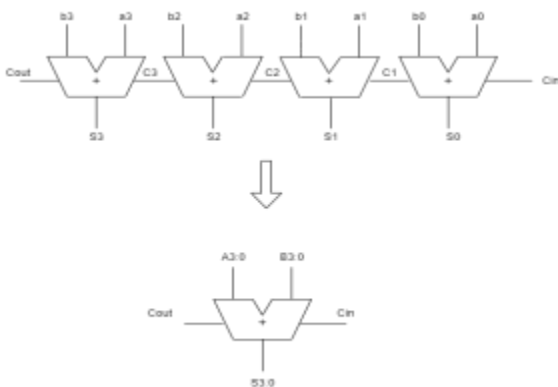 b3 a3 b2 a2 b1 a1 b0 a0
Cout + C3 + C2 + C1 + Cin
S3 S2 S1 S0
A3:0 B3:0
Cout + Cin
S3:0